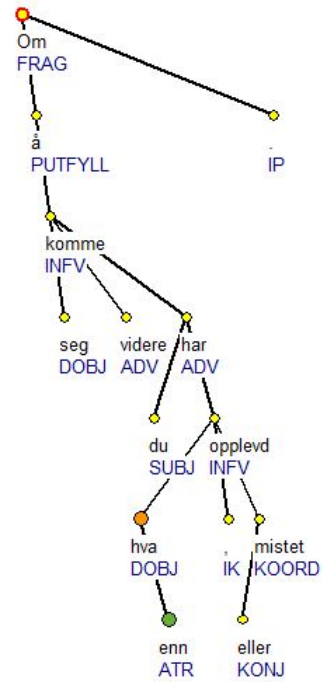 Om
FRAG
å .
PUTFYLL IP
komme
INFV
seg videre har
DOBJ ADV ADV
du opplevd
SUBJ INFV
hva , mistet
DOBJ IK KOORD
enn eller
ATR KONJ